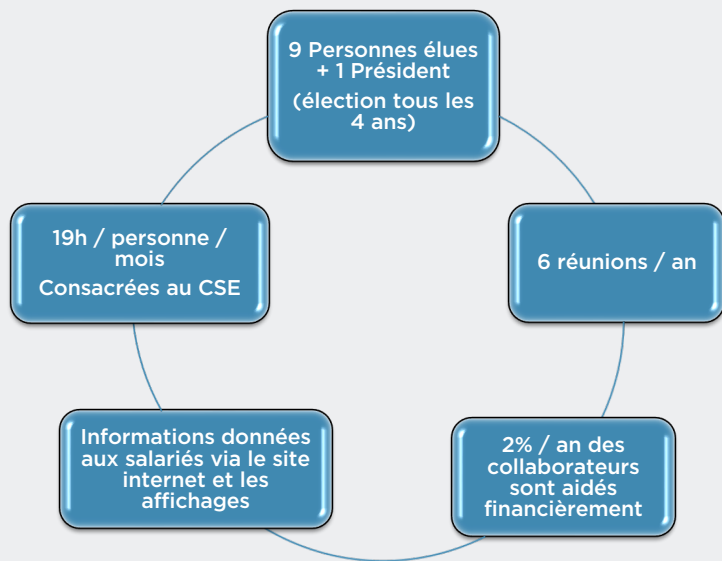 9 Personnes élues
+ 1 Président
(élection tous les
4 ans)
6 réunions / an
2% / an des
collaborateurs
sont aidés
financièrement
Informations données
aux salariés via le site
internet et les
affichages
19h / personne /
mois
Consacrées au CSE